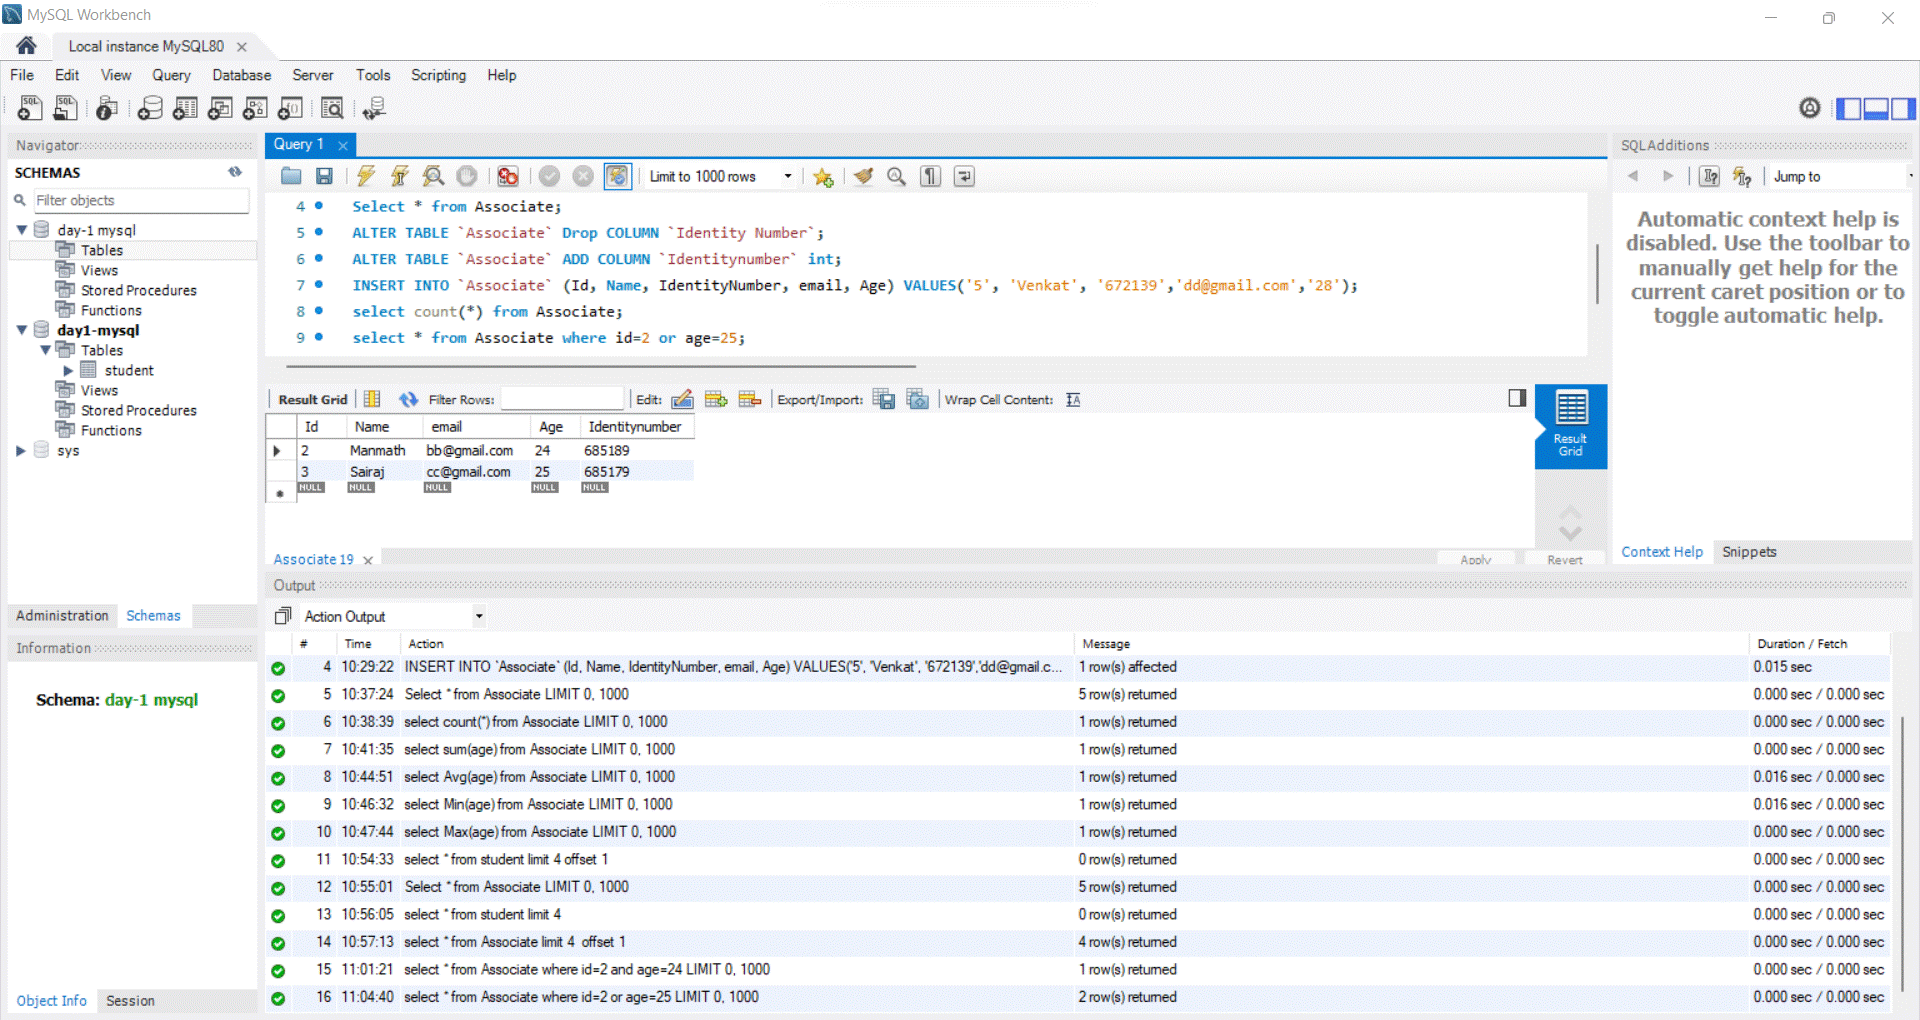 MySQL Workbench
Local instance MySQL80
File Edit View Query Database Server Tools Scripting Help
Navigator
SCHEMAS
Filter objects
day-1 mysql
Tables
Views
Stored Procedures
Functions
day1-mysql
Tables
student
Views
Stored Procedures
Functions
sys
Administration Schemas
Information
Schema: day-1 mysql
Object Info Session
Query 1
Limit to 1000 rows
4 Select * from Associate;
5 ALTER TABLE `Associate` Drop COLUMN `Identity Number`;
6 ALTER TABLE `Associate` ADD COLUMN `Identitynumber` int;
7 INSERT INTO `Associate` (Id, Name, IdentityNumber, email, Age) VALUES('5', 'Venkat', '672139','dd@gmail.com','28');
8 select count(*) from Associate;
9 select * from Associate where id=2 or age=25;
Result Grid Filter Rows: Edit: Export/Import: Wrap Cell Content:
Id Name email Age Identitynumber
2 Manmath bb@gmail.com 24 685189
3 Sairaj cc@gmail.com 25 685179
NULL NULL NULL NULL NULL
Result
Grid
Associate 19
Apply Revert
SQLAdditions
Jump to
Automatic context help is
disabled. Use the toolbar to
manually get help for the
current caret position or to
toggle automatic help.
Context Help Snippets
Output
Action Output
# Time Action Message Duration / Fetch
4 10:29:22 INSERT INTO `Associate` (Id, Name, IdentityNumber, email, Age) VALUES('5', 'Venkat', '672139','dd@gmail.c... 1 row(s) affected 0.015 sec
5 10:37:24 Select * from Associate LIMIT 0, 1000 5 row(s) returned 0.000 sec / 0.000 sec
6 10:38:39 select count(*) from Associate LIMIT 0, 1000 1 row(s) returned 0.000 sec / 0.000 sec
7 10:41:35 select sum(age) from Associate LIMIT 0, 1000 1 row(s) returned 0.000 sec / 0.000 sec
8 10:44:51 select Avg(age) from Associate LIMIT 0, 1000 1 row(s) returned 0.016 sec / 0.000 sec
9 10:46:32 select Min(age) from Associate LIMIT 0, 1000 1 row(s) returned 0.016 sec / 0.000 sec
10 10:47:44 select Max(age) from Associate LIMIT 0, 1000 1 row(s) returned 0.000 sec / 0.000 sec
11 10:54:33 select * from student limit 4 offset 1 0 row(s) returned 0.000 sec / 0.000 sec
12 10:55:01 Select * from Associate LIMIT 0, 1000 5 row(s) returned 0.000 sec / 0.000 sec
13 10:56:05 select * from student limit 4 0 row(s) returned 0.000 sec / 0.000 sec
14 10:57:13 select * from Associate limit 4 offset 1 4 row(s) returned 0.000 sec / 0.000 sec
15 11:01:21 select * from Associate where id=2 and age=24 LIMIT 0, 1000 1 row(s) returned 0.000 sec / 0.000 sec
16 11:04:40 select * from Associate where id=2 or age=25 LIMIT 0, 1000 2 row(s) returned 0.000 sec / 0.000 sec